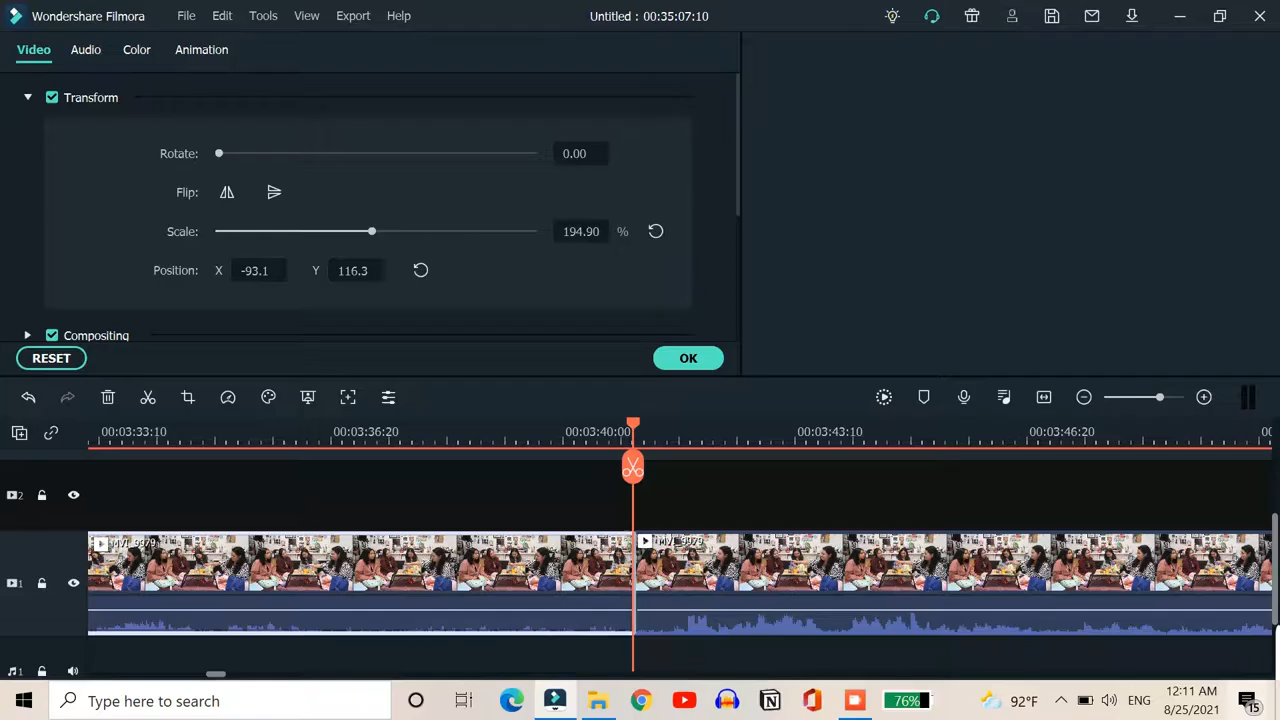 Wondershare Filmora File Edit Tools View Export Help Untitled : 00:35:07:10
Video Audio Color Animation
Transform
Rotate: 0.00
Flip:
Scale: 194.90 %
Position: X -93.1 Y 116.3
Compositing
RESET OK
00:03:33:10 00:03:36:20 00:03:40:00 00:03:43:10 00:03:46:20
2
MVI_9979 MVI_9979
1
1
Type here to search 76% 92°F ENG 12:11 AM
8/25/2021 15